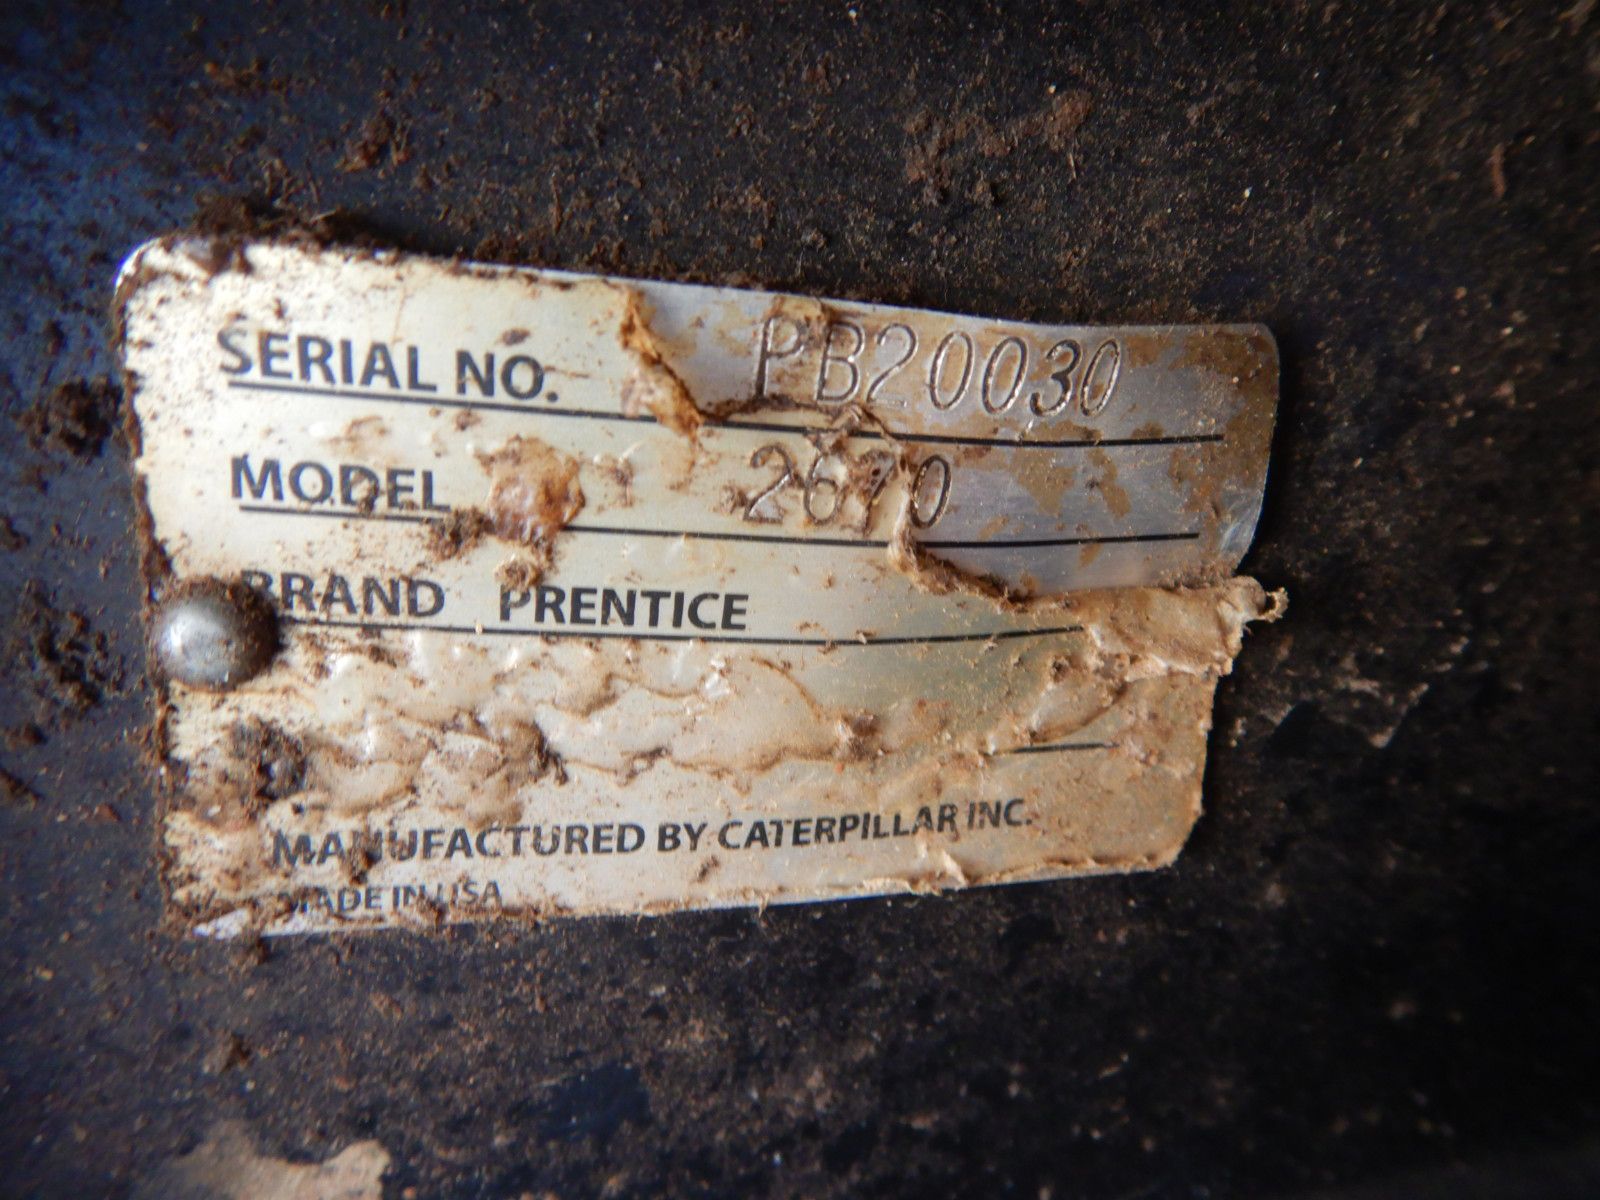 SERIAL NO. PB20030
MODEL 2670
BRAND PRENTICE
MANUFACTURED BY CATERPILLAR INC.
MADE IN USA